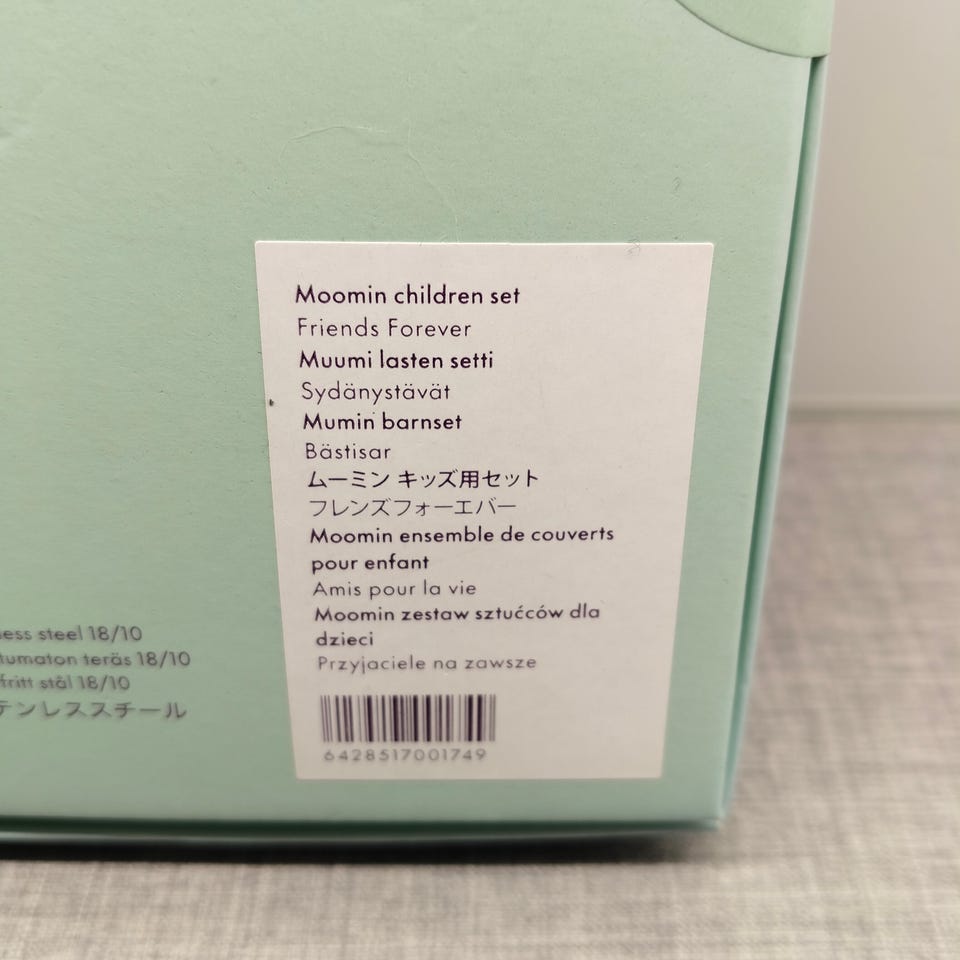 Moomin children set
Friends Forever
Muumi lasten setti
Sydänystävät
Mumin barnset
Bästisar
ムーミン キッズ用セット
フレンズフォーエバー
Moomin ensemble de couverts
pour enfant
Amis pour la vie
Moomin zestaw sztućców dla
dzieci
Przyjaciele na zawsze
6428517001749
ess steel 18/10
tumaton teräs 18/10
fritt stål 18/10
テンレススチール